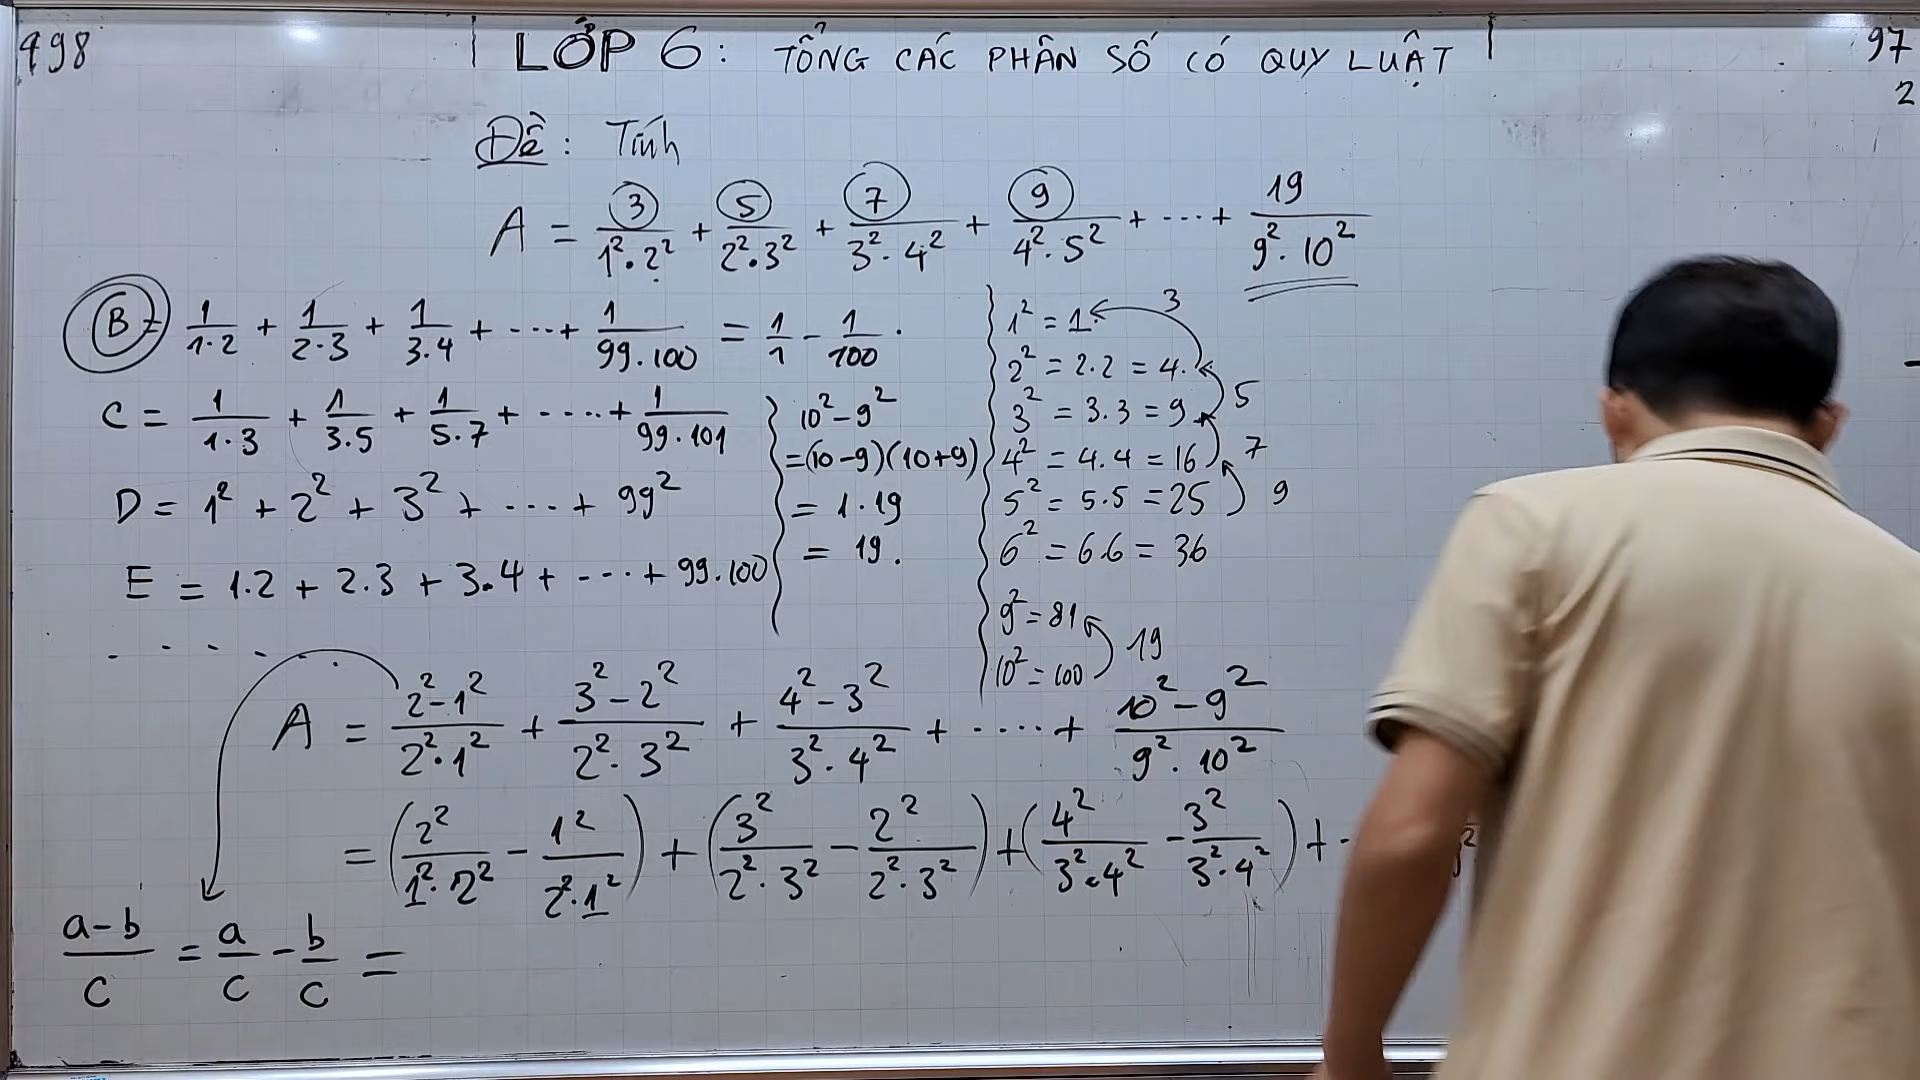 998
LỚP 6: TỔNG CÁC PHÂN SỐ CÓ QUY LUẬT
97
2
Đề: Tính
A = 3/(1².2²) + 5/(2².3²) + 7/(3².4²) + 9/(4².5²) + ... + 19/(9².10²)
B = 1/(1.2) + 1/(2.3) + 1/(3.4) + ... + 1/(99.100) = 1/1 - 1/100.
C = 1/(1.3) + 1/(3.5) + 1/(5.7) + .... + 1/(99.101)
D = 1² + 2² + 3² + ... + 99²
E = 1.2 + 2.3 + 3.4 + ... + 99.100
10² - 9²
= (10-9)(10+9)
= 1.19
= 19.
1² = 1. 3
2² = 2.2 = 4.
3² = 3.3 = 9 5
4² = 4.4 = 16 7
5² = 5.5 = 25 9
6² = 6.6 = 36
9² = 81
10² = 100 19
A = (2²-1²)/(2².1²) + (3²-2²)/(2².3²) + (4²-3²)/(3².4²) + .... + (10²-9²)/(9².10²)
= (2²/(1².2²) - 1²/(2².1²)) + (3²/(2².3²) - 2²/(2².3²)) + (4²/(3².4²) - 3²/(3².4²)) + -
(a-b)/c = a/c - b/c =